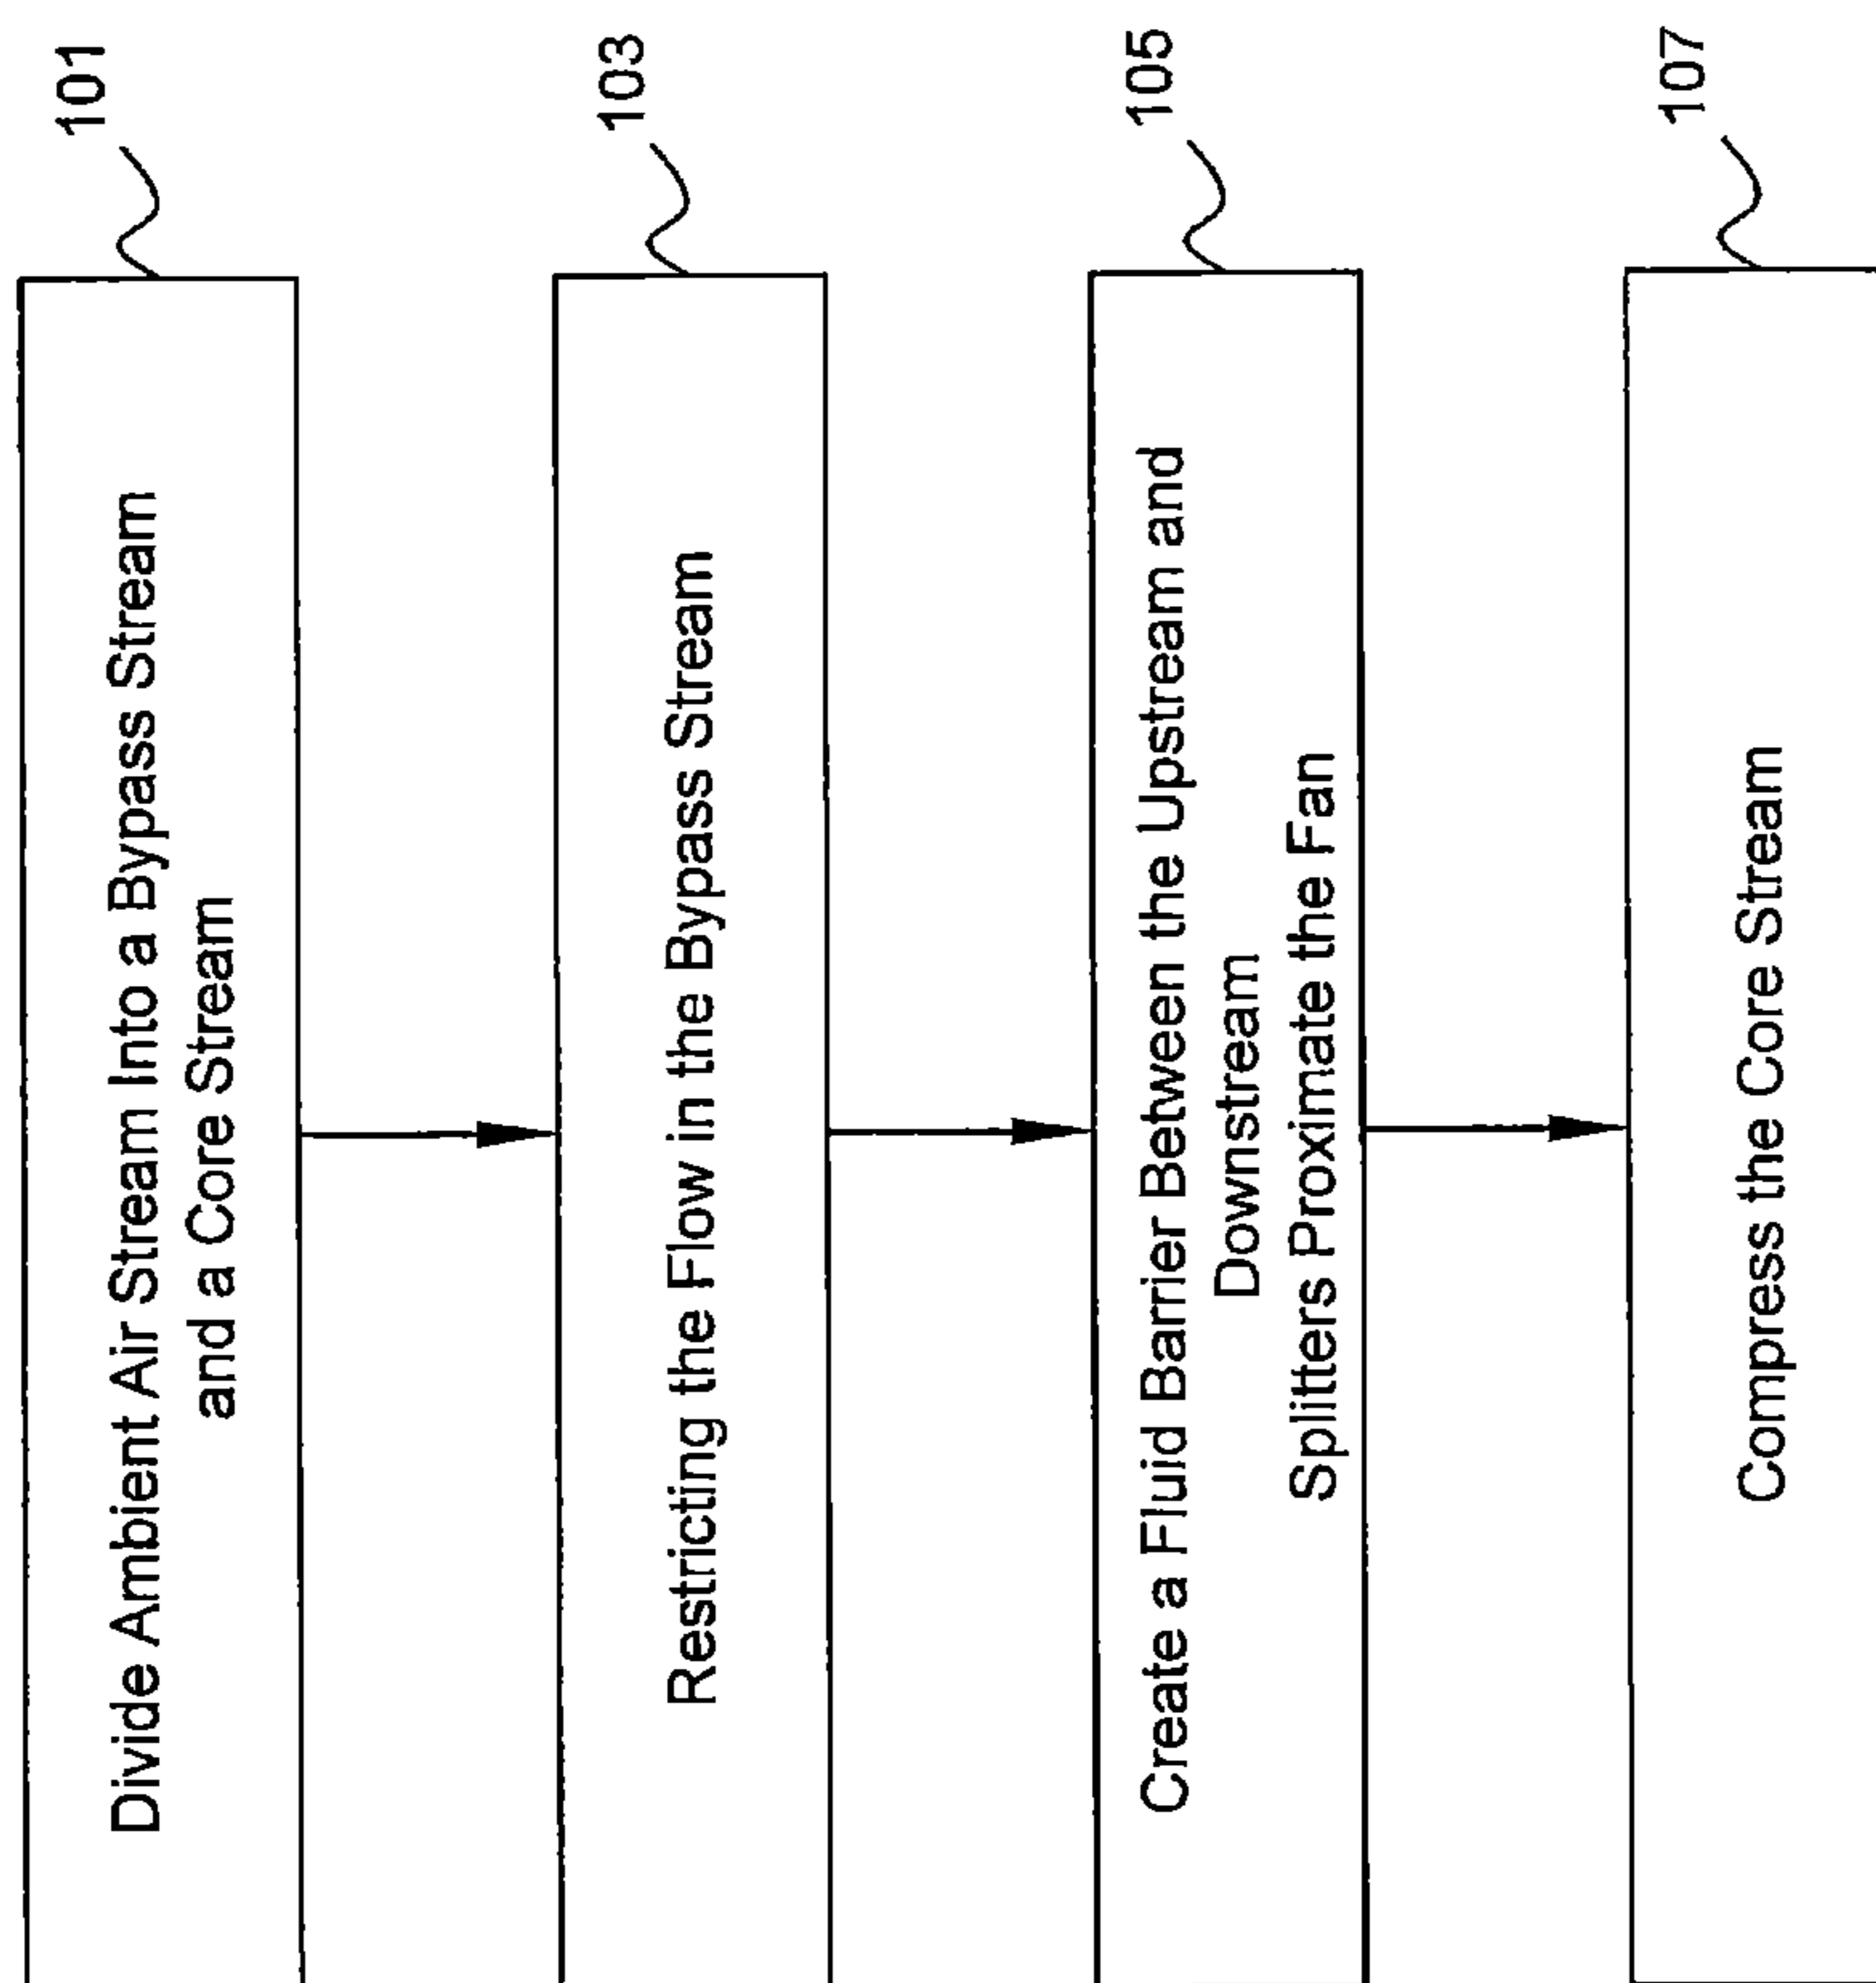 Divide Ambient Air Stream Into a Bypass Stream
and a Core Stream
101
Restricting the Flow in the Bypass Stream
103
Create a Fluid Barrier Between the Upstream and
Downstream
Splitters Proximate the Fan
105
Compress the Core Stream
107